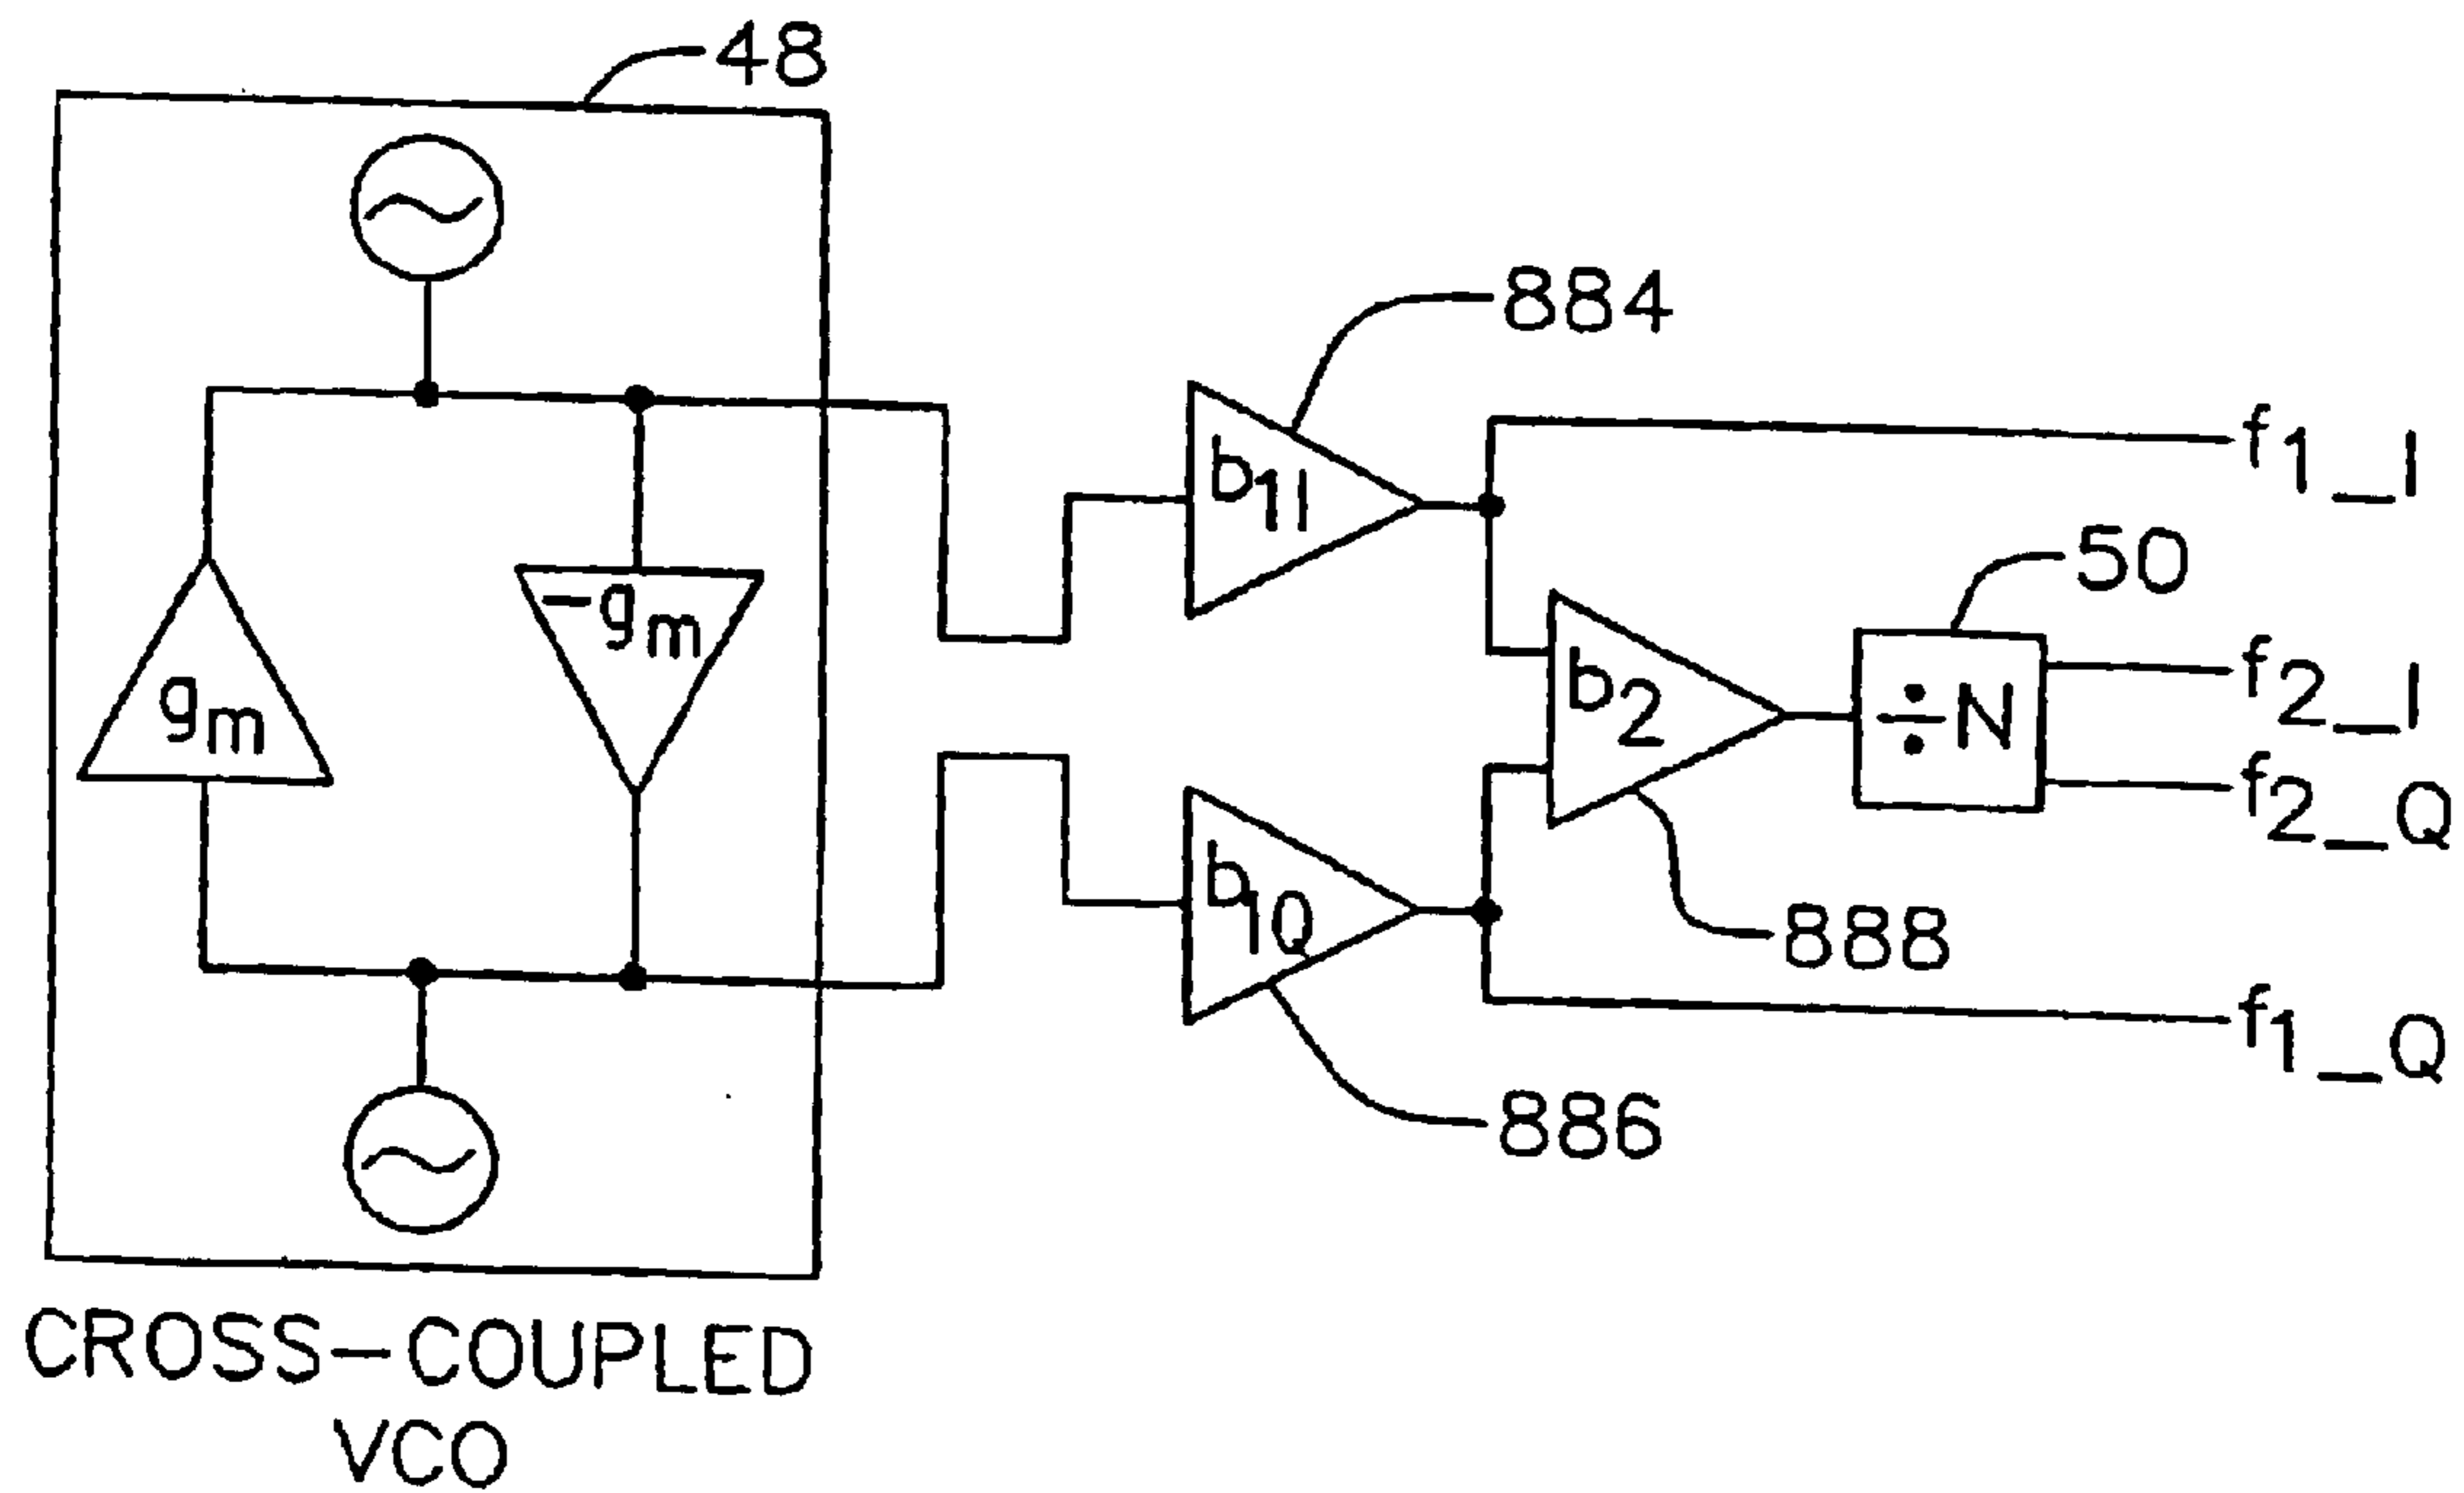 48
884
b1I
f1_I
50
-gm
gm
b2
÷N
f2_I
f2_Q
b1Q
888
f1_Q
886
CROSS-COUPLED
VCO